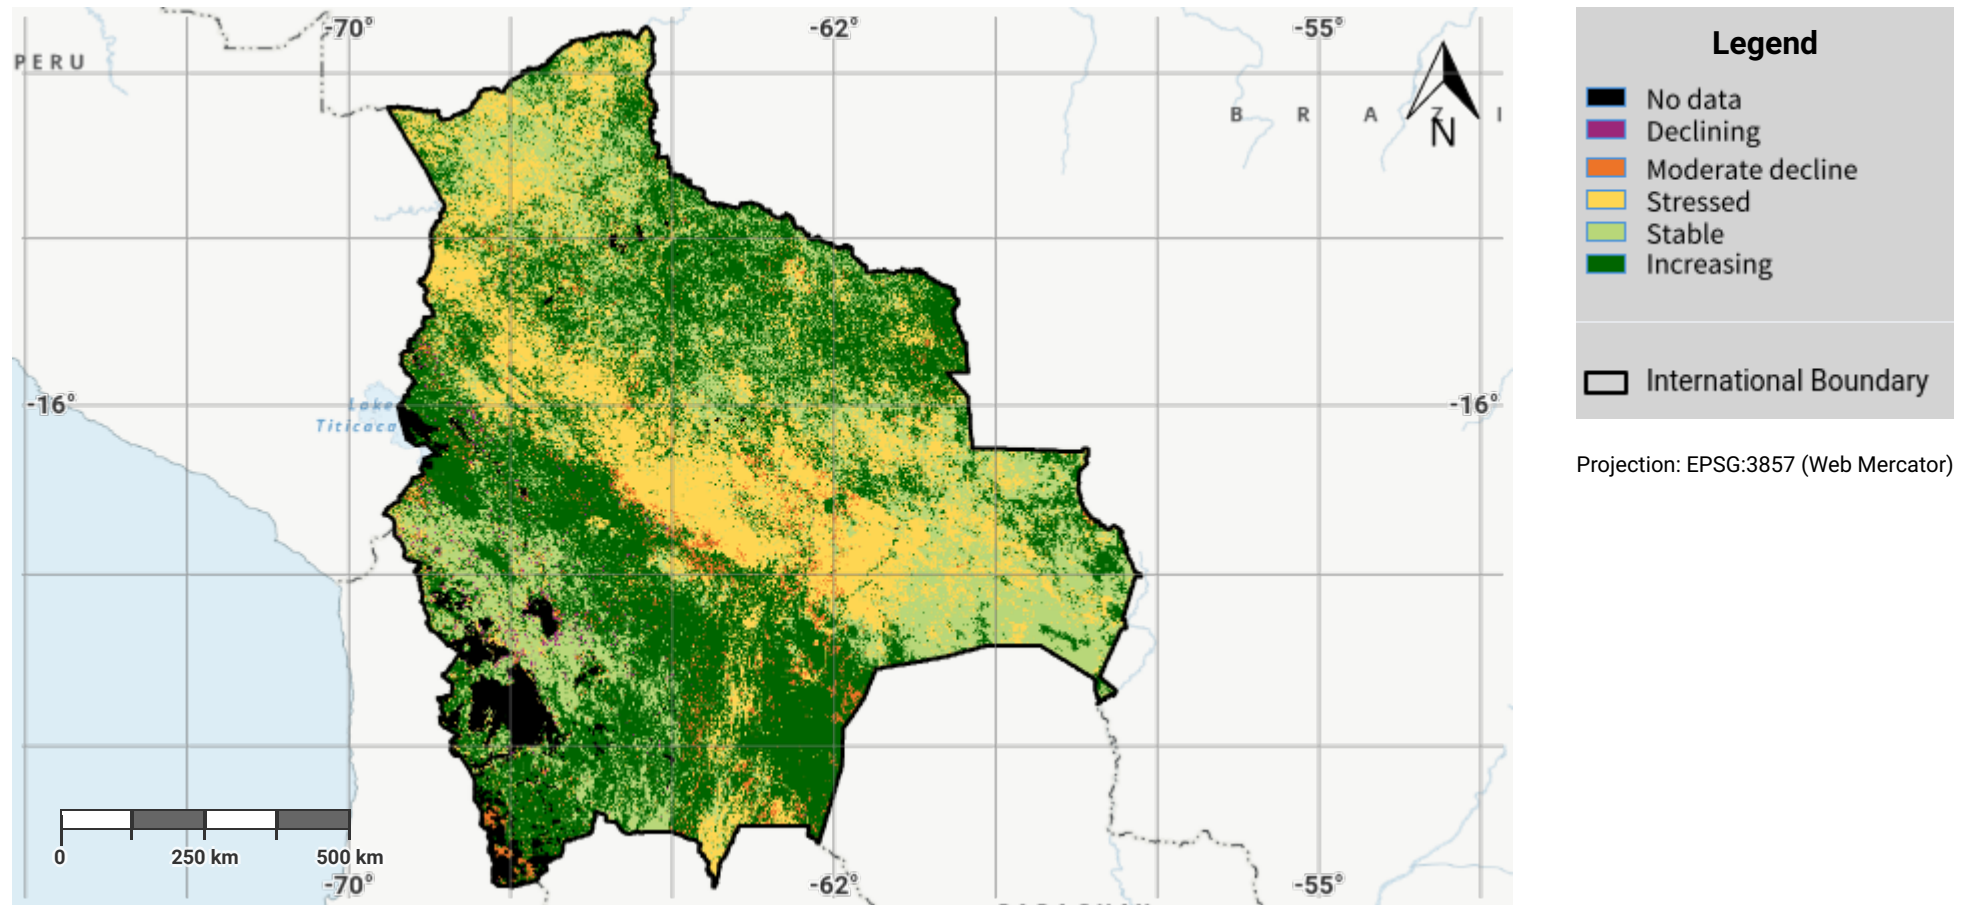 -70°
-62°
-55°
PERU
B R A Z I
N
-16°
-16°
Lake
Titicaca
0
250 km
500 km
-70°
-62°
-55°
Legend
No data
Declining
Moderate decline
Stressed
Stable
Increasing
International Boundary
Projection: EPSG:3857 (Web Mercator)